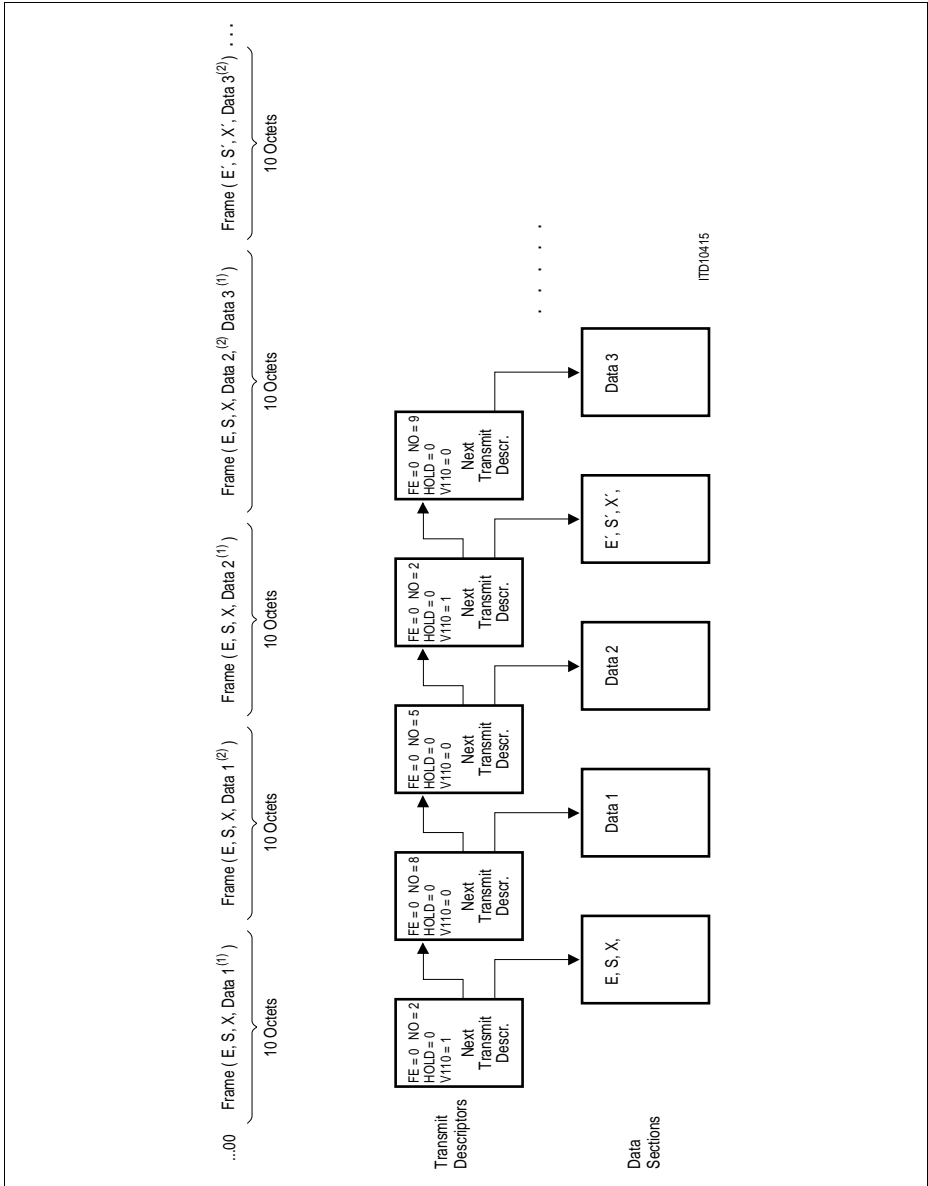 ...00
Frame ( E, S, X, Data 1(1) )
Frame ( E, S, X, Data 1(2) )
Frame ( E, S, X, Data 2(1) )
Frame ( E, S, X, Data 2,(2) Data 3 (1) )
Frame ( E´, S´, X´, Data 3(2) ) . . .
10 Octets
10 Octets
10 Octets
10 Octets
10 Octets
Transmit
Descriptors
FE = 0 NO = 2
HOLD = 0
V110 = 1
Next
Transmit
Descr.
FE = 0 NO = 8
HOLD = 0
V110 = 0
Next
Transmit
Descr.
FE = 0 NO = 5
HOLD = 0
V110 = 0
Next
Transmit
Descr.
FE = 0 NO = 2
HOLD = 0
V110 = 1
Next
Transmit
Descr.
FE = 0 NO = 9
HOLD = 0
V110 = 0
Next
Transmit
Descr.
. . . . .
Data
Sections
E, S, X,
Data 1
Data 2
E´, S´, X´,
Data 3
ITD10415